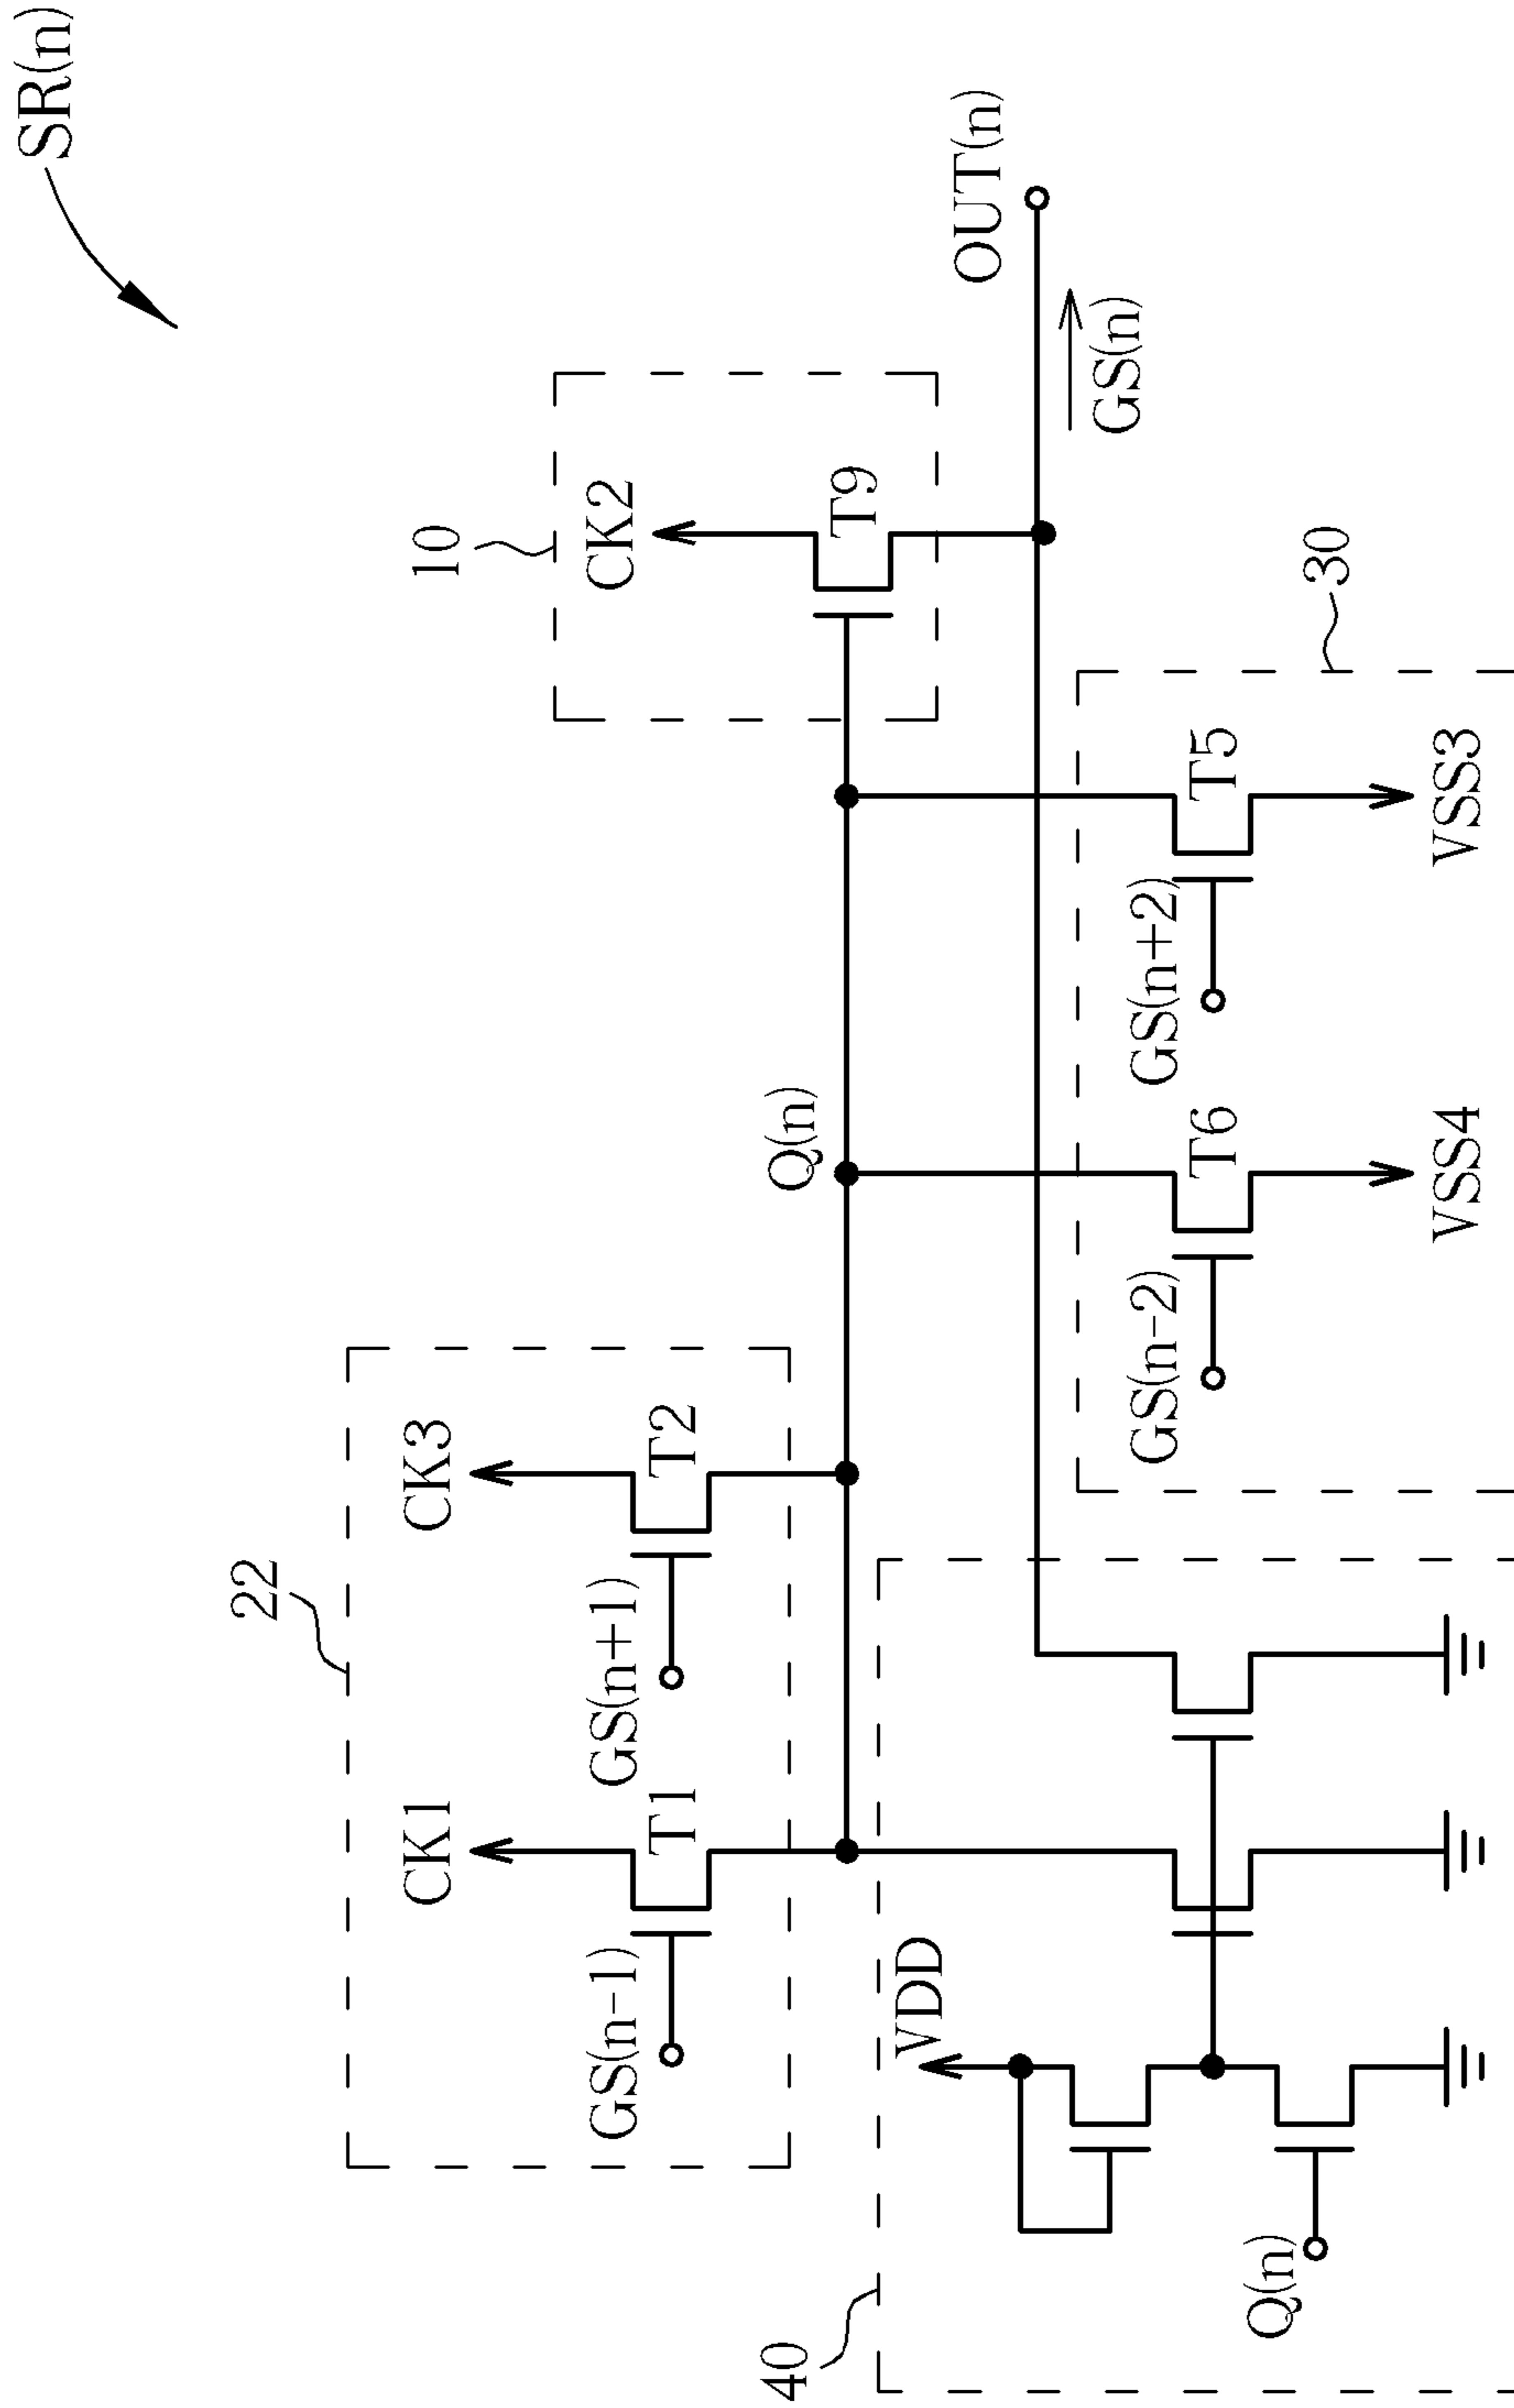 SR(n)
22
CK1
CK3
GS(n-1)
T1
GS(n+1)
T2
10
CK2
T9
Q(n)
OUT(n)
GS(n)
40
VDD
Q(n)
30
GS(n-2)
T6
GS(n+2)
T5
VSS4
VSS3